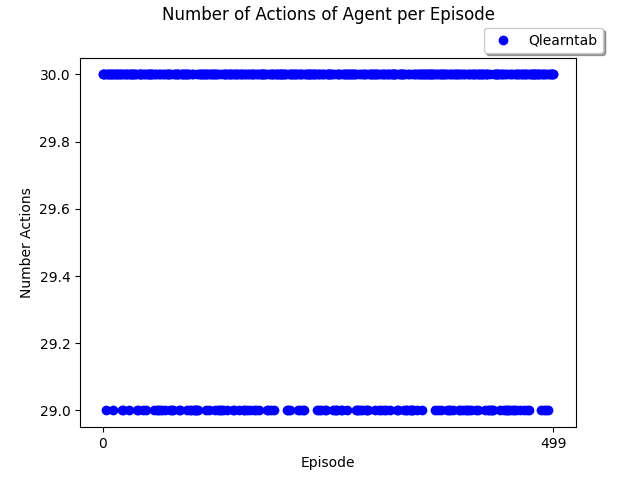 Number of Actions of Agent per Episode
Qlearntab
30.0
29.8
29.6
29.4
29.2
29.0
Number Actions
0 499
Episode